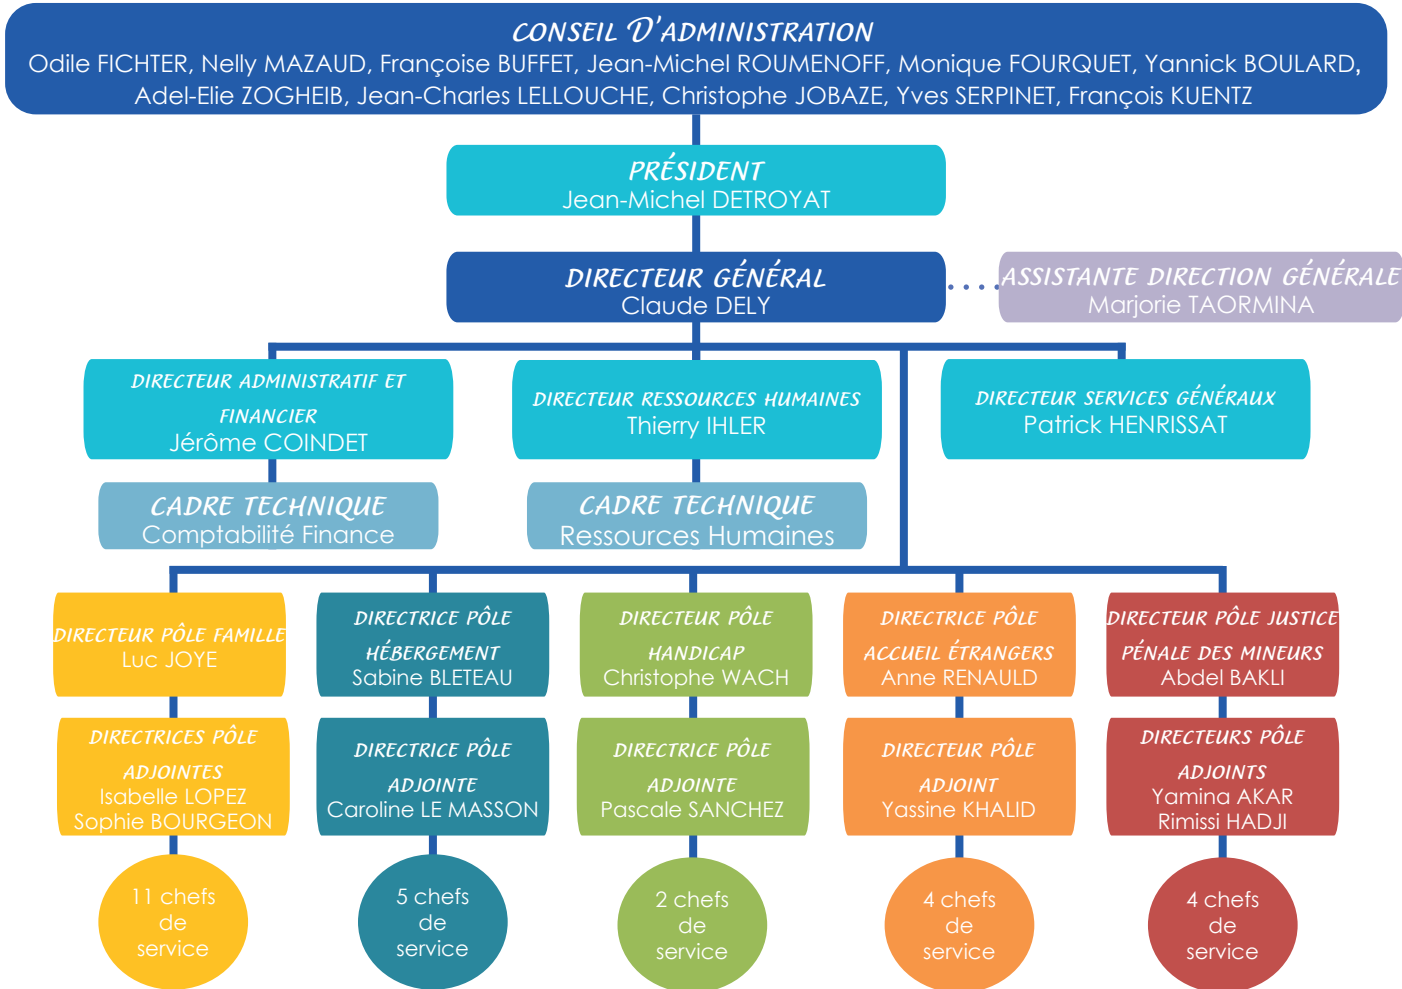 CONSEIL D'ADMINISTRATION
Odile FICHTER, Nelly MAZAUD, Françoise BUFFET, Jean-Michel ROUMENOFF, Monique FOURQUET, Yannick BOULARD,
Adel-Elie ZOGHEIB, Jean-Charles LELLOUCHE, Christophe JOBAZE, Yves SERPINET, François KUENTZ
PRÉSIDENT
Jean-Michel DETROYAT
DIRECTEUR GÉNÉRAL
Claude DELY
ASSISTANTE DIRECTION GÉNÉRALE
Marjorie TAORMINA
DIRECTEUR ADMINISTRATIF ET
FINANCIER
Jérôme COINDET
DIRECTEUR RESSOURCES HUMAINES
Thierry IHLER
DIRECTEUR SERVICES GÉNÉRAUX
Patrick HENRISSAT
CADRE TECHNIQUE
Comptabilité Finance
CADRE TECHNIQUE
Ressources Humaines
DIRECTEUR PÔLE FAMILLE
Luc JOYE
DIRECTRICE PÔLE
HÉBERGEMENT
Sabine BLETEAU
DIRECTEUR PÔLE
HANDICAP
Christophe WACH
DIRECTRICE PÔLE
ACCUEIL ÉTRANGERS
Anne RENAULD
DIRECTEUR PÔLE JUSTICE
PÉNALE DES MINEURS
Abdel BAKLI
DIRECTRICES PÔLE
ADJOINTES
Isabelle LOPEZ
Sophie BOURGEON
DIRECTRICE PÔLE
ADJOINTE
Caroline LE MASSON
DIRECTRICE PÔLE
ADJOINTE
Pascale SANCHEZ
DIRECTEUR PÔLE
ADJOINT
Yassine KHALID
DIRECTEURS PÔLE
ADJOINTS
Yamina AKAR
Rimissi HADJI
11 chefs
de
service
5 chefs
de
service
2 chefs
de
service
4 chefs
de
service
4 chefs
de
service